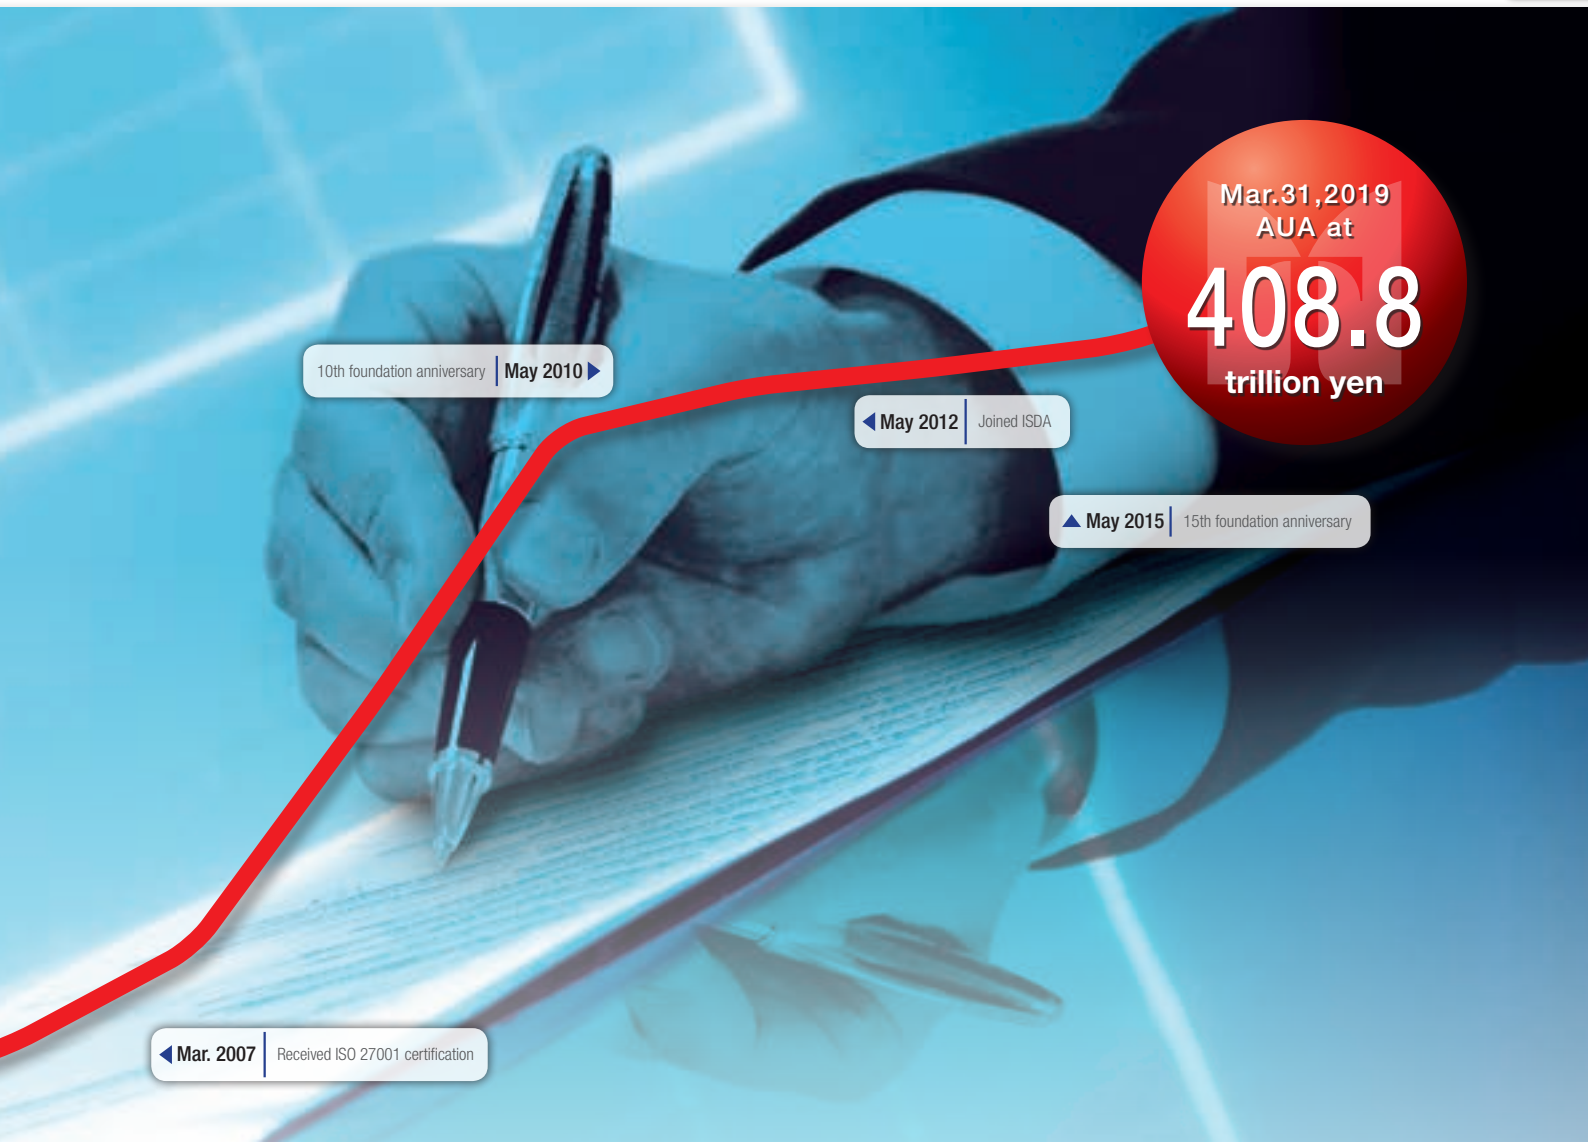 Mar.31,2019
AUA at
408.8
trillion yen
10th foundation anniversary May 2010
May 2012 Joined ISDA
May 2015 15th foundation anniversary
Mar. 2007 Received ISO 27001 certification